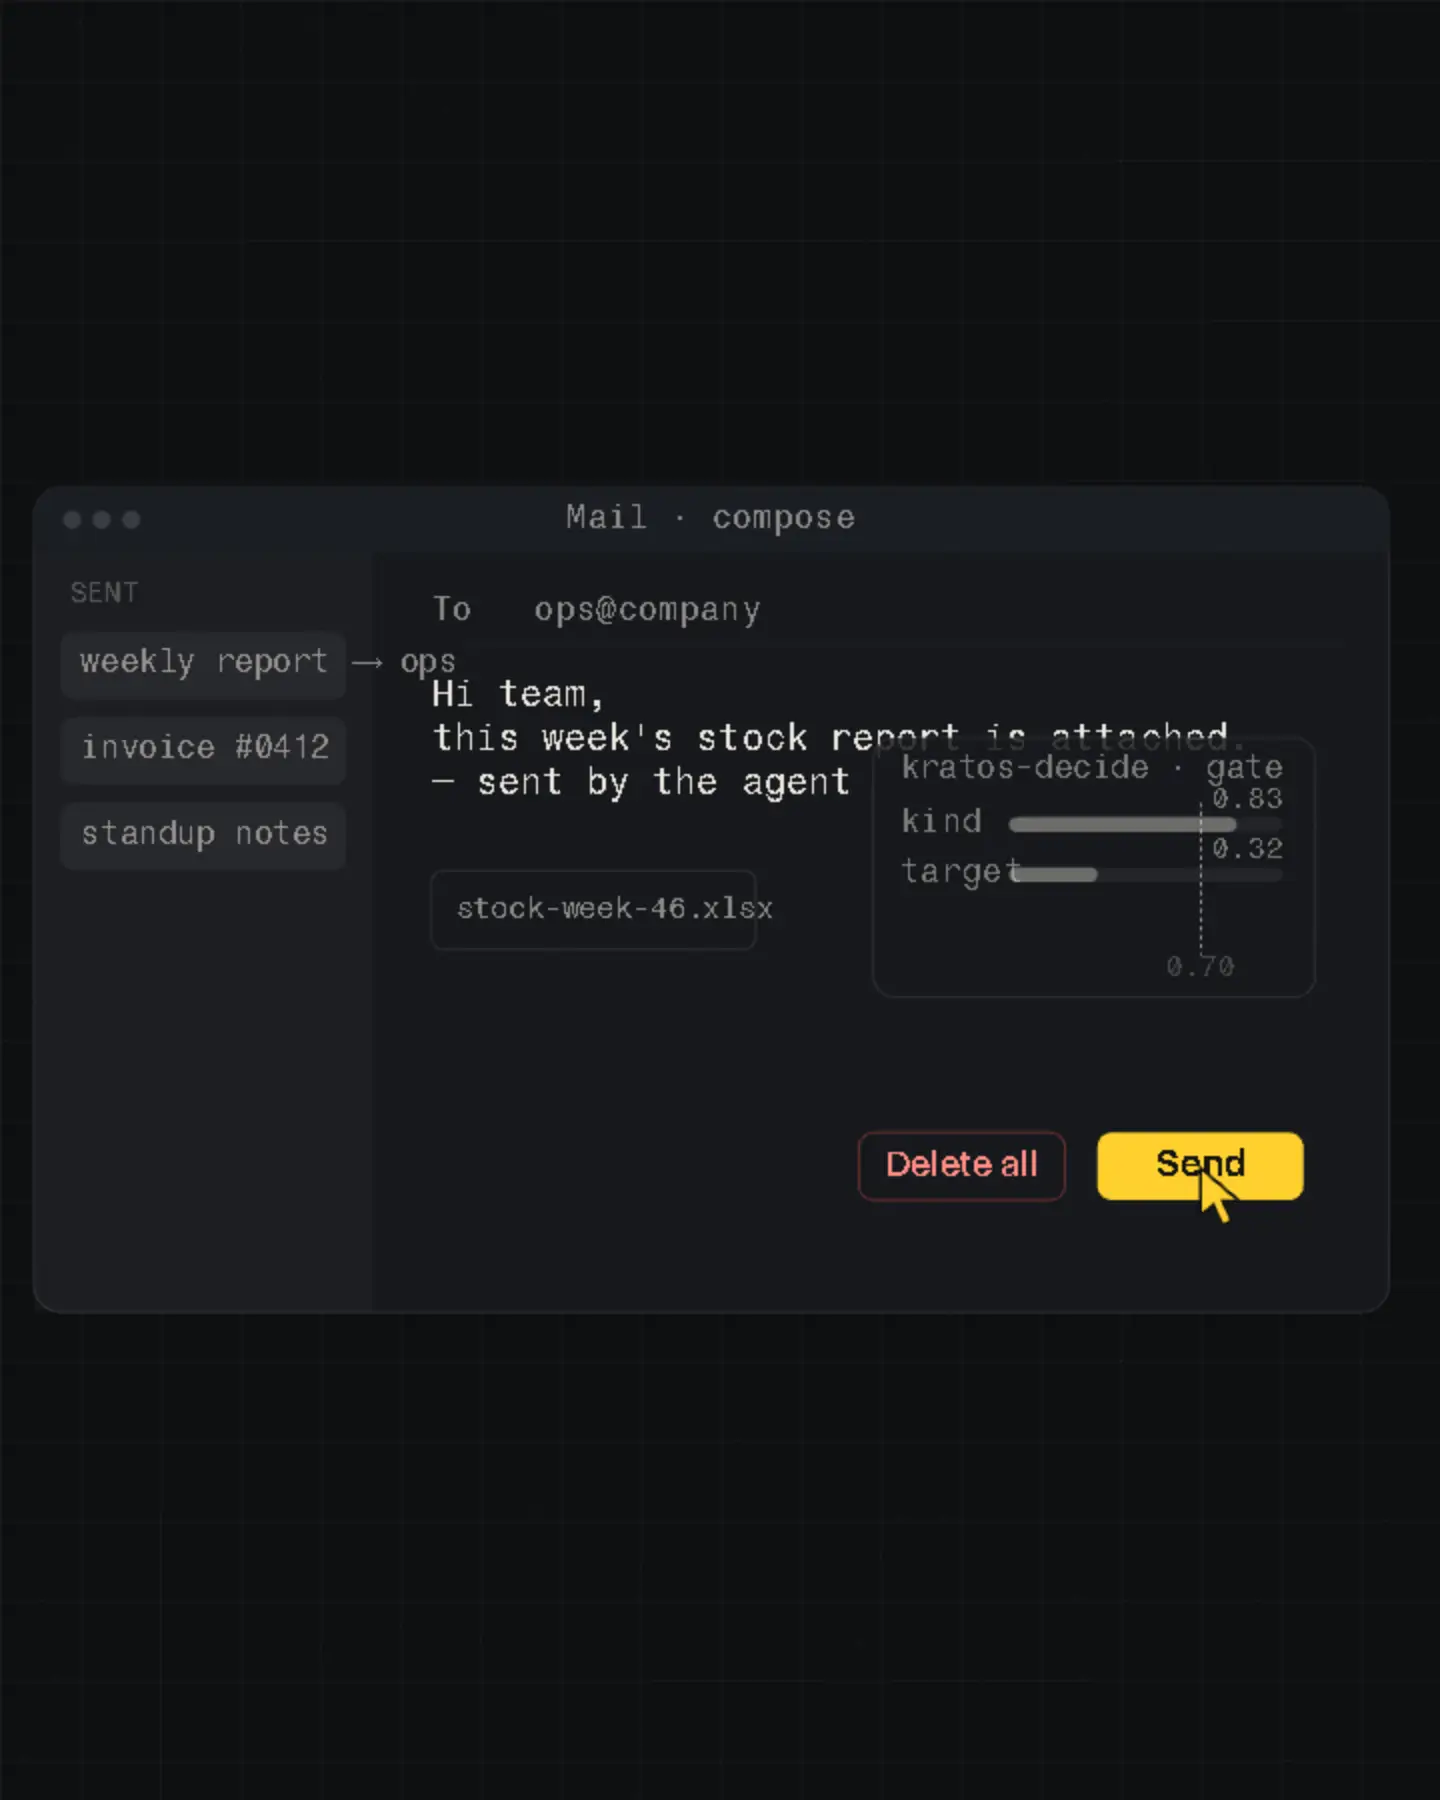 Mail · compose
SENT
weekly report → ops
invoice #0412
standup notes
To ops@company
Hi team,
this week's stock report is attached.
— sent by the agent
stock-week-46.xlsx
kratos-decide · gate
kind 0.83
target 0.32
0.70
Delete all
Send